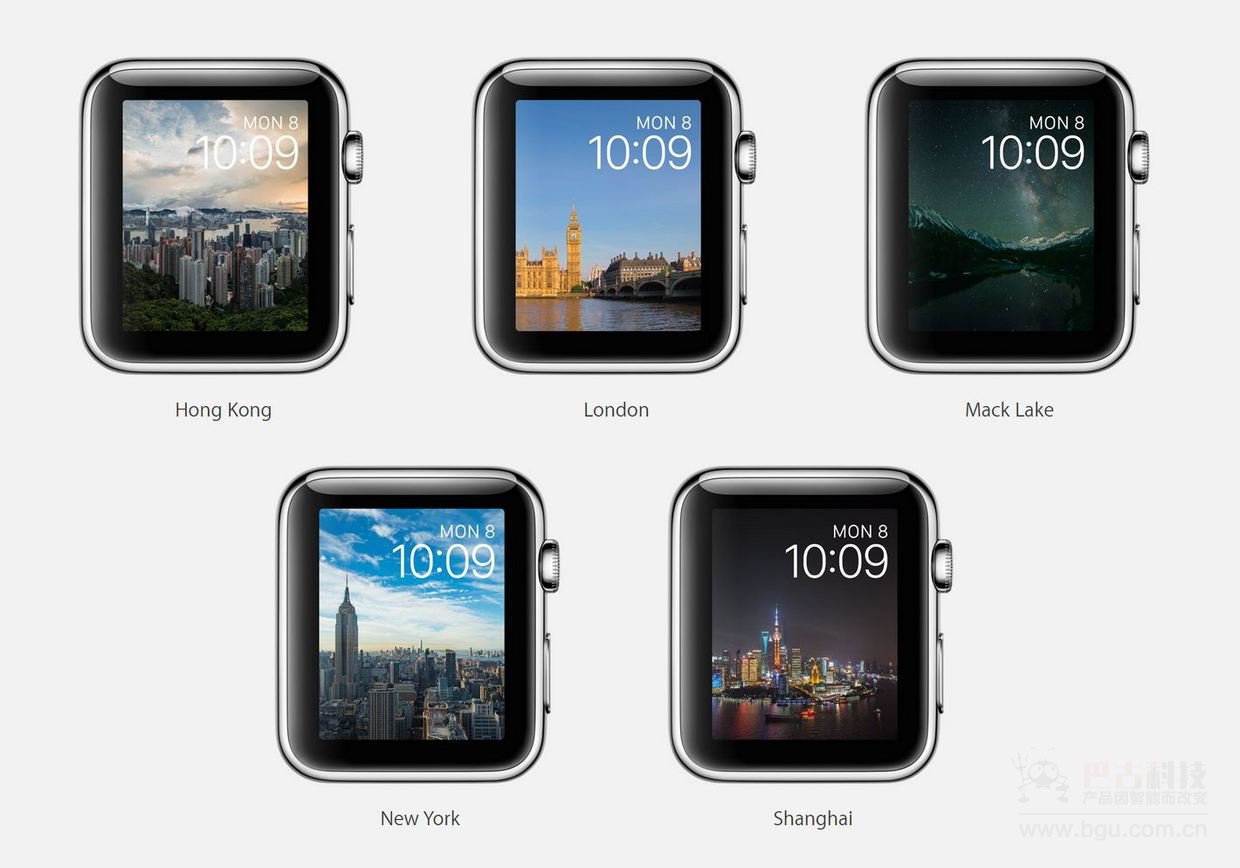 MON 8
10:09
Hong Kong
MON 8
10:09
London
MON 8
10:09
Mack Lake
MON 8
10:09
New York
MON 8
10:09
Shanghai
巴古科技
产品因智能而改变
www.bgu.com.cn